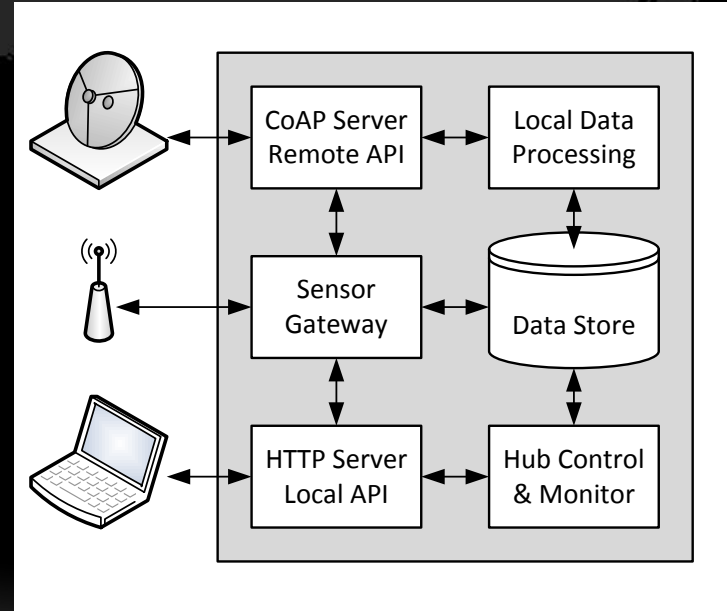 CoAP Server
Remote API
Local Data
Processing
Sensor
Gateway
Data Store
HTTP Server
Local API
Hub Control
& Monitor